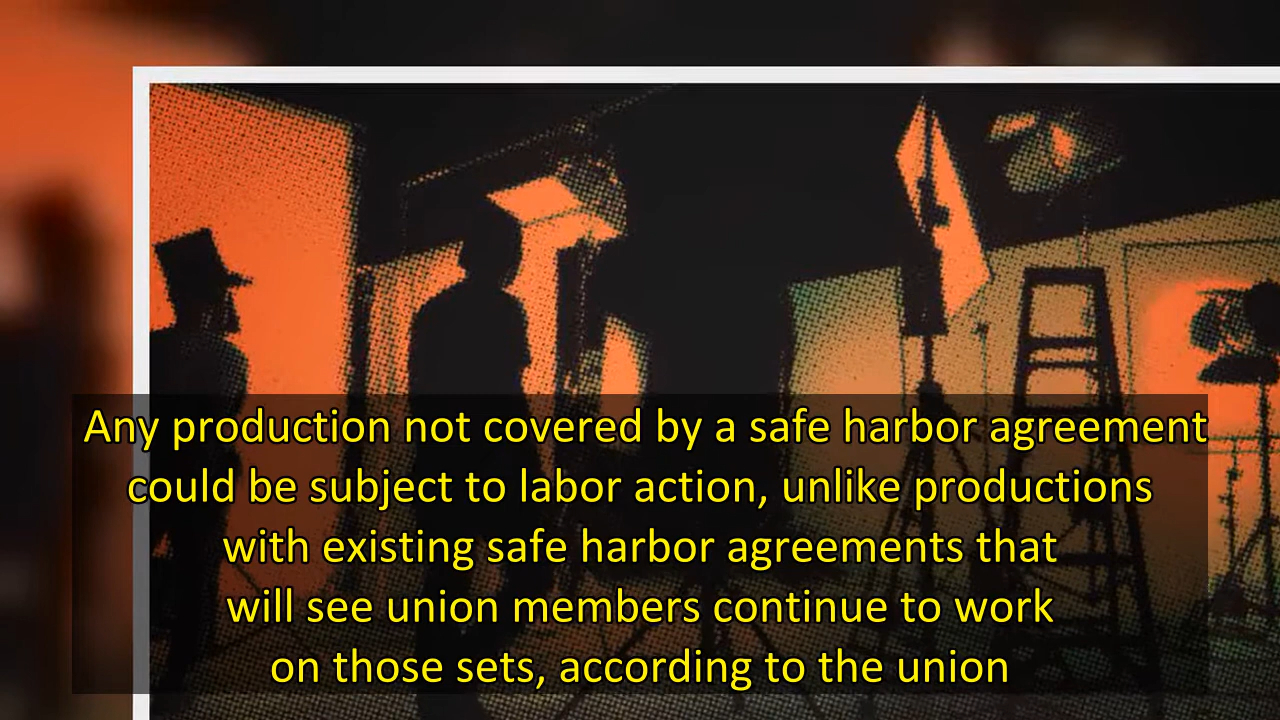 Any production not covered by a safe harbor agreement
could be subject to labor action, unlike productions
with existing safe harbor agreements that
will see union members continue to work
on those sets, according to the union